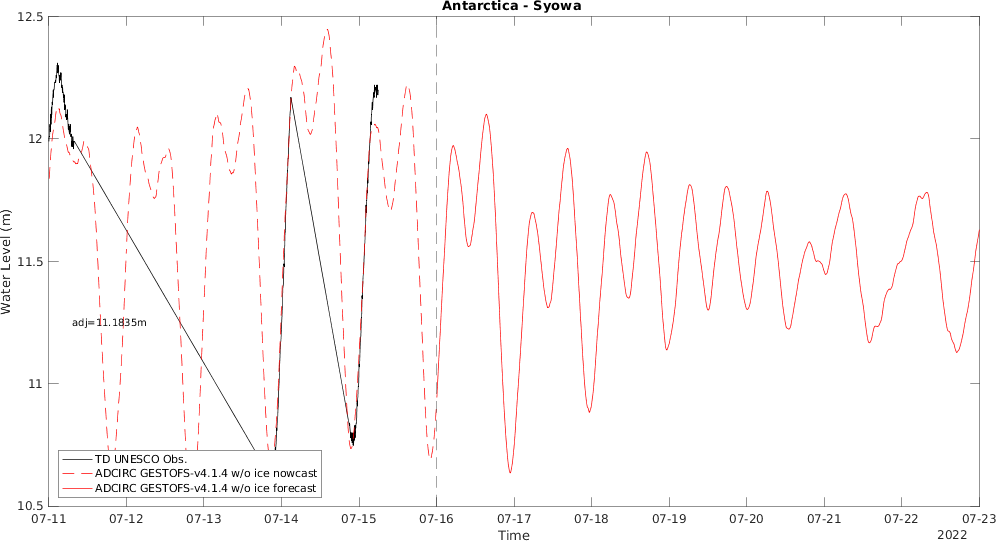 Antarctica - Syowa
12.5
12
11.5
11
10.5
Water Level (m)
adj=11.1835m
TD UNESCO Obs.
ADCIRC GESTOFS-v4.1.4 w/o ice nowcast
ADCIRC GESTOFS-v4.1.4 w/o ice forecast
07-11 07-12 07-13 07-14 07-15 07-16 07-17 07-18 07-19 07-20 07-21 07-22 07-23
Time
2022